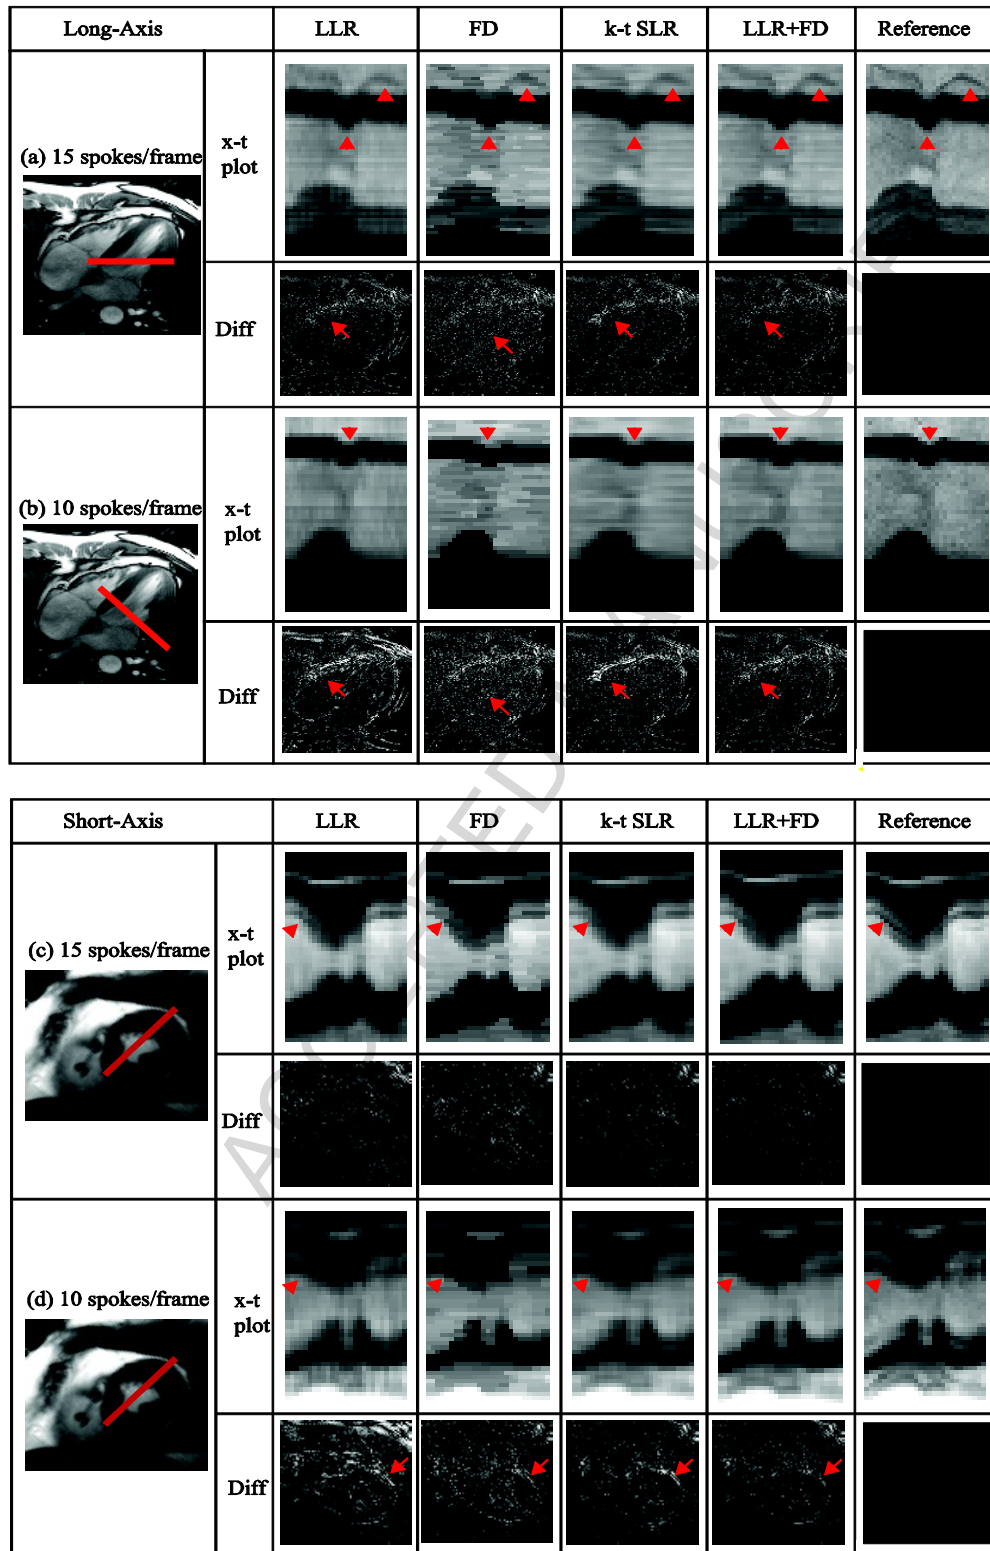 Long-Axis LLR FD k-t SLR LLR+FD Reference
(a) 15 spokes/frame
x-t
plot
Diff
(b) 10 spokes/frame
x-t
plot
Diff
Short-Axis LLR FD k-t SLR LLR+FD Reference
(c) 15 spokes/frame
x-t
plot
Diff
(d) 10 spokes/frame
x-t
plot
Diff